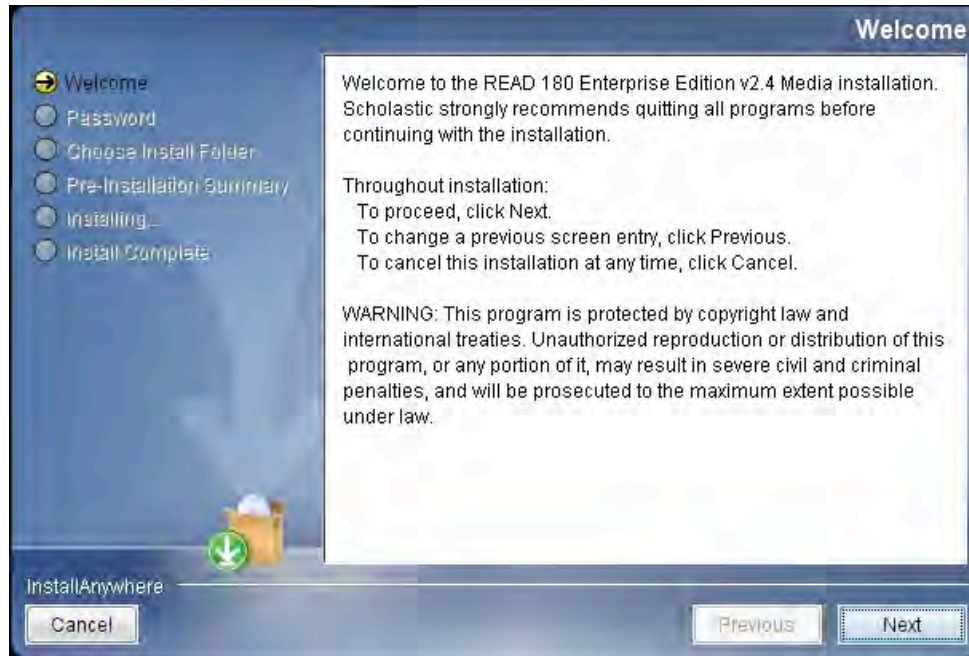 Welcome
Welcome
Password
Choose Install Folder
Pre-Installation Summary
Installing...
Install Complete
Welcome to the READ 180 Enterprise Edition v2.4 Media installation.
Scholastic strongly recommends quitting all programs before
continuing with the installation.
Throughout installation:
To proceed, click Next.
To change a previous screen entry, click Previous.
To cancel this installation at any time, click Cancel.
WARNING: This program is protected by copyright law and
international treaties. Unauthorized reproduction or distribution of this
program, or any portion of it, may result in severe civil and criminal
penalties, and will be prosecuted to the maximum extent possible
under law.
InstallAnywhere
Cancel
Previous
Next